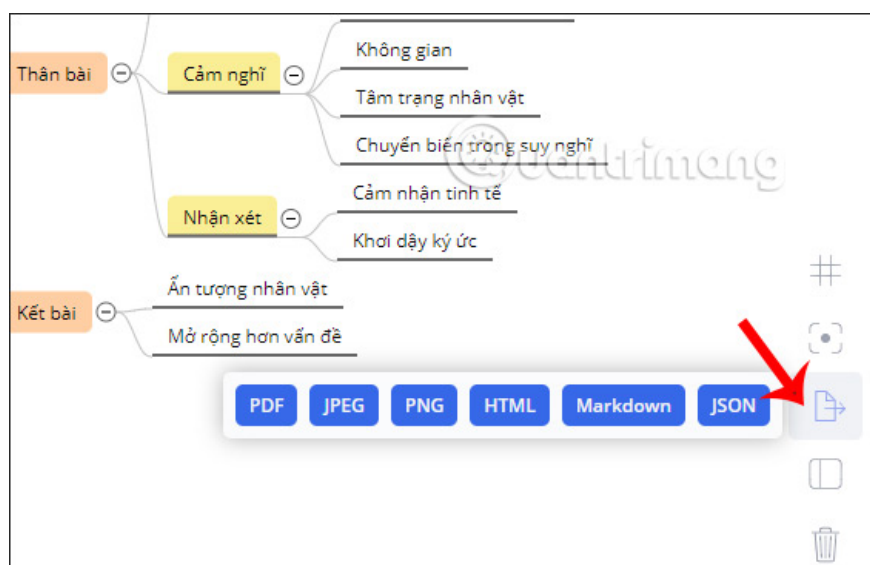 Không gian
Thân bài
Cảm nghĩ
Tâm trạng nhân vật
Chuyển biến trong suy nghĩ
Quantrimang
Cảm nhận tinh tế
Nhận xét
Khơi dậy ký ức
Ấn tượng nhân vật
Kết bài
Mở rộng hơn vấn đề
PDF JPEG PNG HTML Markdown JSON